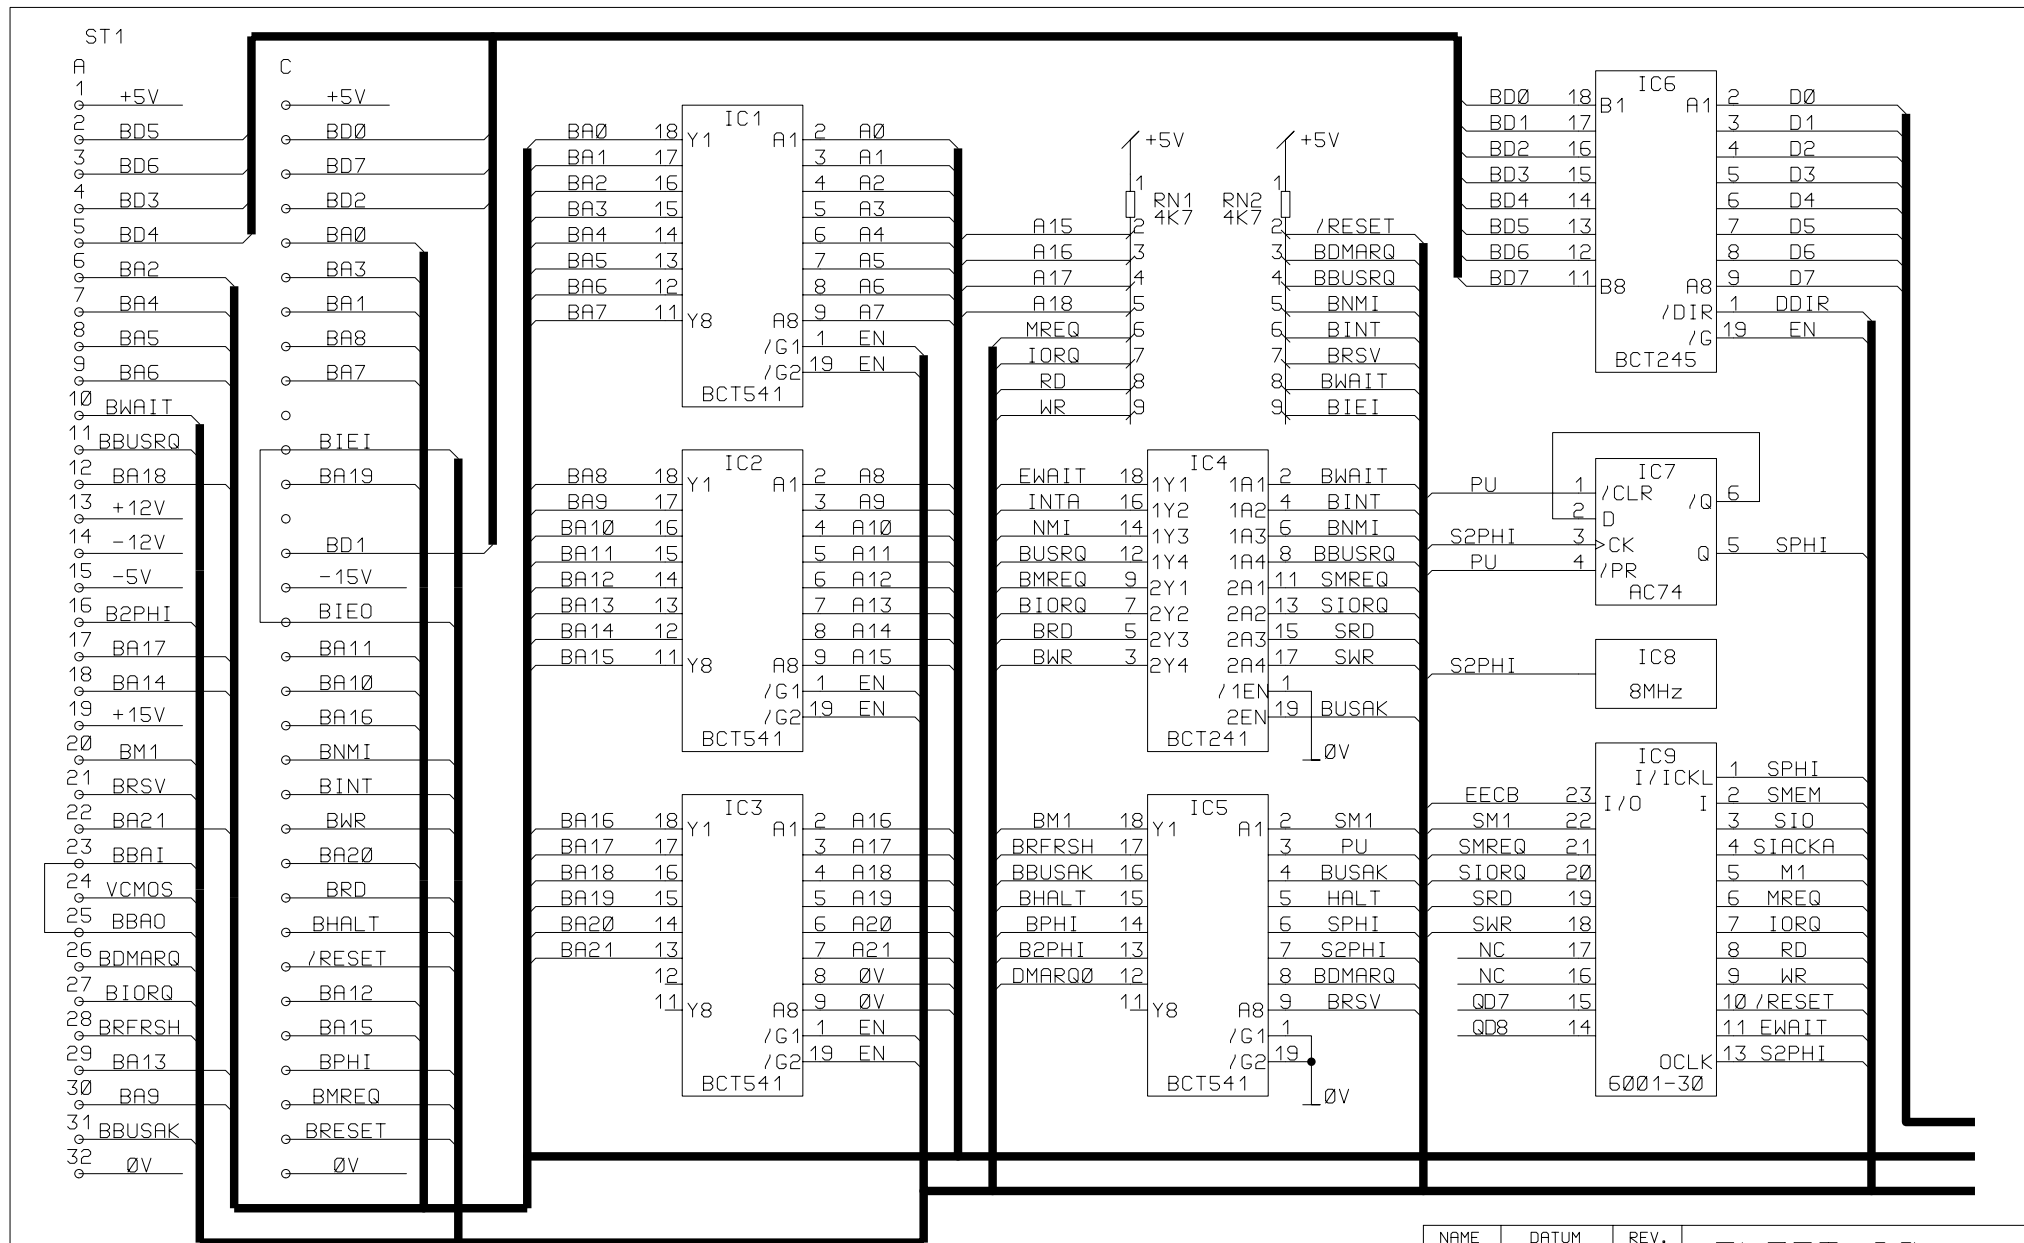 ST1
A C
1 +5V +5V
2 BD5 BDØ
3 BD6 BD7
4 BD3 BD2
5 BD4 BAØ
6 BA2 BA3
7 BA4 BA1
8 BA5 BA8
9 BA6 BA7
10 BWAIT
11 BBUSRQ BIEI
12 BA18 BA19
13 +12V
14 -12V BD1
15 -5V -15V
16 B2PHI BIEO
17 BA17 BA11
18 BA14 BA1Ø
19 +15V BA16
2Ø BM1 BNMI
21 BRSV BINT
22 BA21 BWR
23 BBAI BA2Ø
24 VCMOS BRD
25 BBAO BHALT
26 BDMARQ /RESET
27 BIORQ BA12
28 BRFRSH BA15
29 BA13 BPHI
3Ø BA9 BMREQ
31 BBUSAK BRESET
32 ØV ØV
IC1
BAØ 18 Y1 A1 2 AØ
BA1 17 3 A1
BA2 16 4 A2
BA3 15 5 A3
BA4 14 6 A4
BA5 13 7 A5
BA6 12 8 A6
BA7 11 Y8 A8 9 A7
/G1 1 EN
/G2 19 EN
BCT541
IC2
BA8 18 Y1 A1 2 A8
BA9 17 3 A9
BA1Ø 16 4 A1Ø
BA11 15 5 A11
BA12 14 6 A12
BA13 13 7 A13
BA14 12 8 A14
BA15 11 Y8 A8 9 A15
/G1 1 EN
/G2 19 EN
BCT541
IC3
BA16 18 Y1 A1 2 A16
BA17 17 3 A17
BA18 16 4 A18
BA19 15 5 A19
BA2Ø 14 6 A2Ø
BA21 13 7 A21
12 8 ØV
11 Y8 A8 9 ØV
/G1 1 EN
/G2 19 EN
BCT541
+5V +5V
1 1
RN1 RN2
4K7 4K7
A15 2 2 /RESET
A16 3 3 BDMARQ
A17 4 4 BBUSRQ
A18 5 5 BNMI
MREQ 6 6 BINT
IORQ 7 7 BRSV
RD 8 8 BWAIT
WR 9 9 BIEI
IC4
EWAIT 18 1Y1 1A1 2 BWAIT
INTA 16 1Y2 1A2 4 BINT
NMI 14 1Y3 1A3 6 BNMI
BUSRQ 12 1Y4 1A4 8 BBUSRQ
BMREQ 9 2Y1 2A1 11 SMREQ
BIORQ 7 2Y2 2A2 13 SIORQ
BRD 5 2Y3 2A3 15 SRD
BWR 3 2Y4 2A4 17 SWR
/1EN 1
2EN 19 BUSAK
BCT241
ØV
IC5
BM1 18 Y1 A1 2 SM1
BRFRSH 17 3 PU
BBUSAK 16 4 BUSAK
BHALT 15 5 HALT
BPHI 14 6 SPHI
B2PHI 13 7 S2PHI
DMARQØ 12 8 BDMARQ
11 Y8 A8 9 BRSV
/G1 1
/G2 19
BCT541
ØV
IC6
BDØ 18 B1 A1 2 DØ
BD1 17 3 D1
BD2 16 4 D2
BD3 15 5 D3
BD4 14 6 D4
BD5 13 7 D5
BD6 12 8 D6
BD7 11 B8 A8 9 D7
/DIR 1 DDIR
/G 19 EN
BCT245
IC7
PU 1 /CLR /Q 6
2 D
S2PHI 3 CK Q 5 SPHI
PU 4 /PR
AC74
IC8
S2PHI
8MHz
IC9
I/ICKL 1 SPHI
EECB 23 I/O I 2 SMEM
SM1 22 3 SIO
SMREQ 21 4 SIACKA
SIORQ 2Ø 5 M1
SRD 19 6 MREQ
SWR 18 7 IORQ
NC 17 8 RD
NC 16 9 WR
QD7 15 1Ø /RESET
QD8 14 11 EWAIT
OCLK 13 S2PHI
6001-30
NAME DATUM REV.